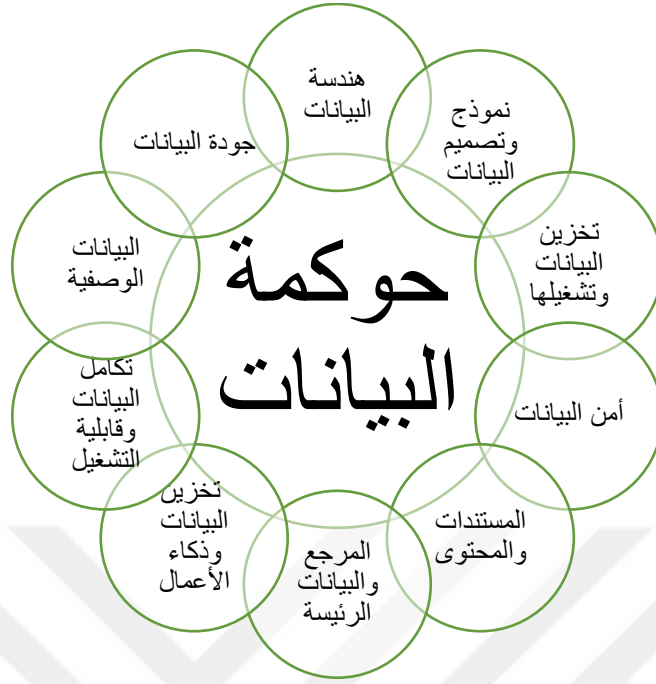 هندسة
البيانات
نموذج
وتصميم
البيانات
تخزين
البيانات
وتشغيلها
أمن البيانات
المستندات
والمحتوى
المرجع
والبيانات
الرئيسة
تخزين
البيانات
وذكاء
الأعمال
تكامل
البيانات
وقابلية
التشغيل
البيانات
الوصفية
جودة البيانات
حوكمة
البيانات